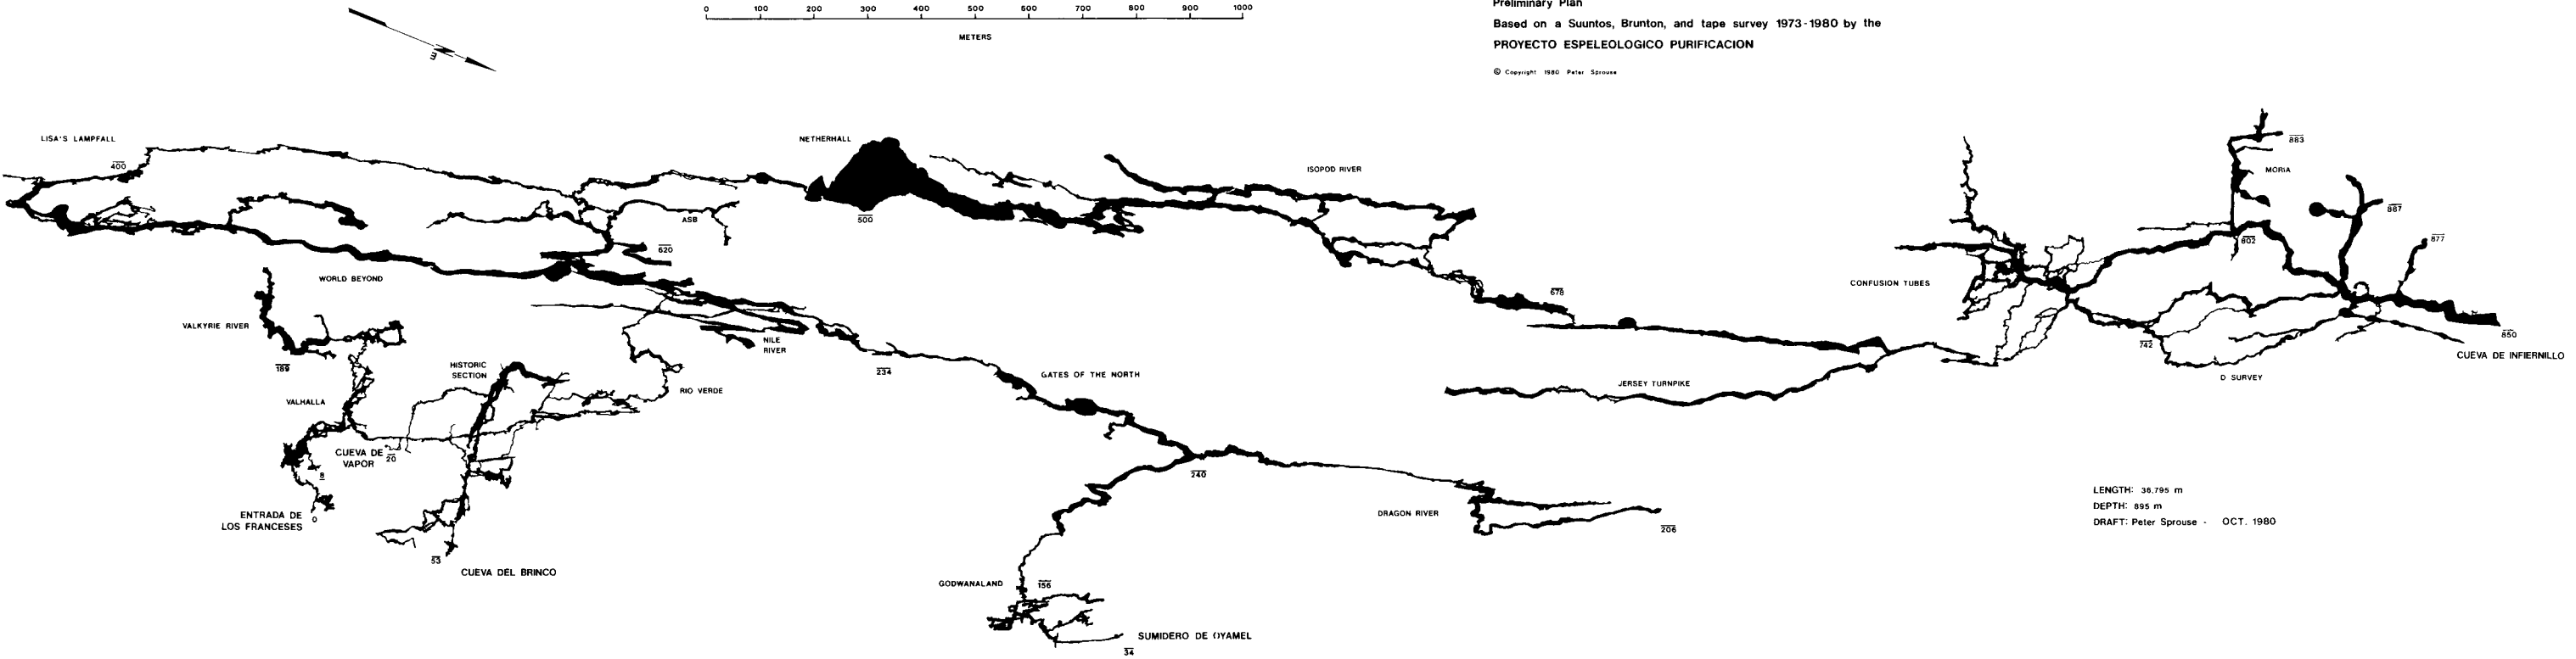 0 100 200 300 400 500 600 700 800 900 1000
METERS
N
Preliminary Plan
Based on a Suuntos, Brunton, and tape survey 1973-1980 by the
PROYECTO ESPELEOLOGICO PURIFICACION
© Copyright 1980 Peter Sprouse
LISA'S LAMPFALL
400
NETHERHALL
500
ISOPOD RIVER
883
MORIA
887
877
802
ASB
620
WORLD BEYOND
CONFUSION TUBES
678
850
VALKYRIE RIVER
189
NILE
RIVER
742
CUEVA DE INFIERNILLO
HISTORIC
SECTION
234
GATES OF THE NORTH
D SURVEY
JERSEY TURNPIKE
RIO VERDE
VALHALLA
CUEVA DE
VAPOR
20
8
240
ENTRADA DE
LOS FRANCESES
0
DRAGON RIVER
206
LENGTH: 36,795 m
DEPTH: 895 m
DRAFT: Peter Sprouse - OCT. 1980
53
CUEVA DEL BRINCO
GODWANALAND
156
SUMIDERO DE OYAMEL
34